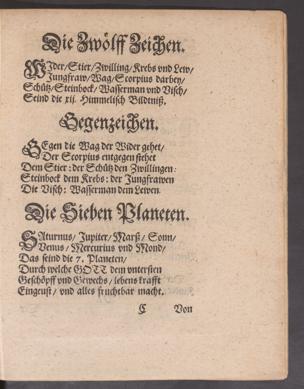 Die Zwölff Zeichen.
WIder/Stier/Zwilling/Krebs vnd Lew/
Jungfraw/Wag/Scorpius darbey/
Schütz/Steinbock/Wasserman vnd Visch/
Seind die xij. Himmelisch Bildtniß.
Gegenzeichen.
GEgen die Wag der Wider gehet/
Der Scorpius entgegen stehet
Dem Stier: der Schütz den Zwillingen:
Steinbock dem Krebs: der Jungfrawen
Die Visch: Wasserman dem Lewen.
Die Sieben Planeten.
SAturnus/Jupiter/Marß/Sonn/
Venus/Mercurius vnd Mond/
Das seind die 7. Planeten/
Durch welche GOTT dem vntersten
Geschöpff vnd Gewechs/lebens krafft
Eingeust/vnd alles fruchtbar macht.
C Von